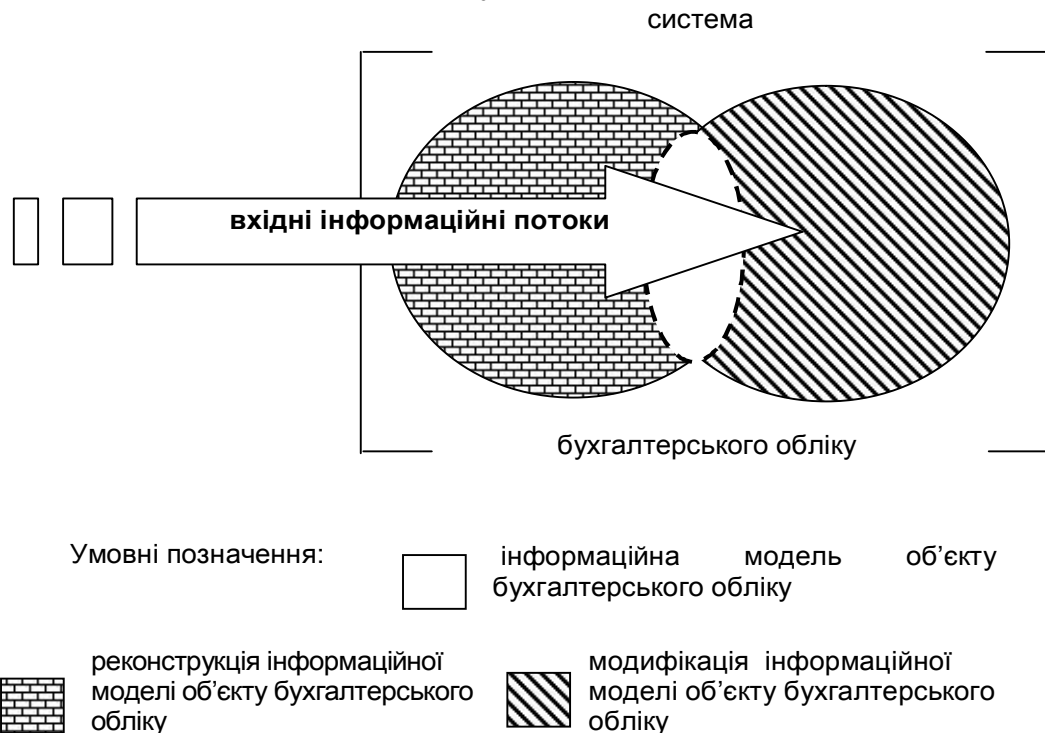 система
вхідні інформаційні потоки
бухгалтерського обліку
Умовні позначення:
інформаційна модель об’єкту
бухгалтерського обліку
реконструкція інформаційної
моделі об’єкту бухгалтерського
обліку
модифікація інформаційної
моделі об’єкту бухгалтерського
обліку